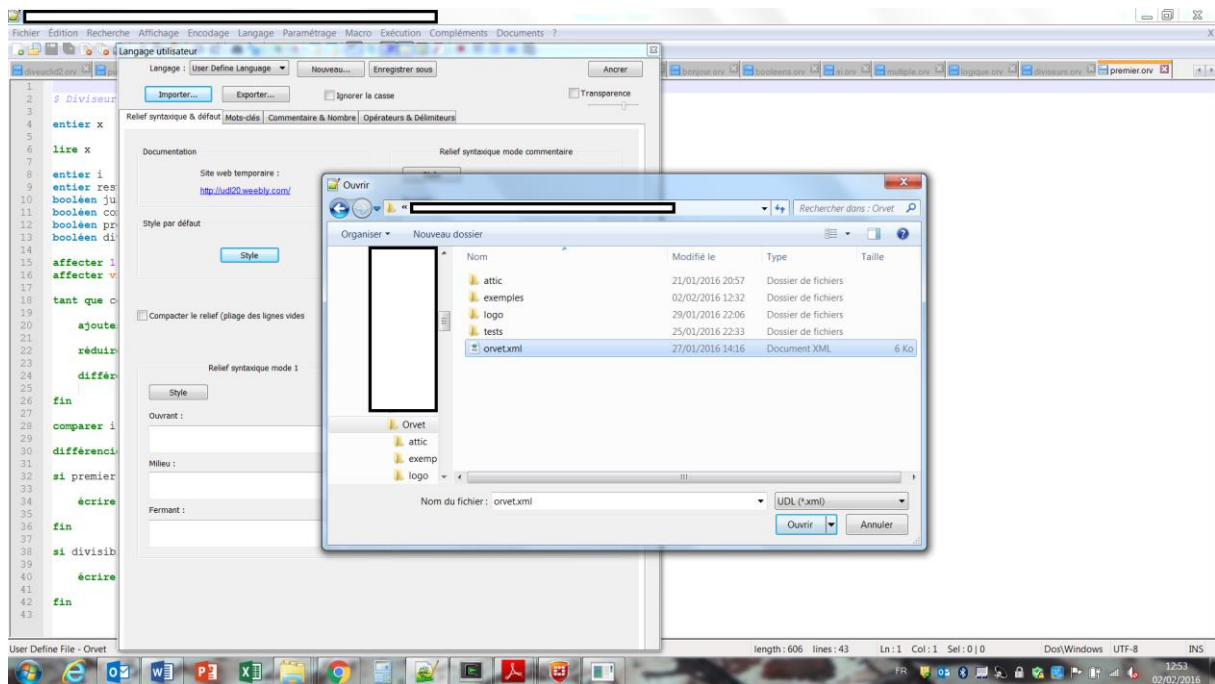 Fichier Edition Recherche Affichage Encodage Langage Paramétrage Macro Exécution Compléments Documents ? X
Langage utilisateur
diveuclid2.orv bonjour.orv booleens.orv si.orv multiple.orv logique.orv diviseurs.orv premier.orv
Langage : User Define Language Nouveau... Enregistrer sous Ancrer
Importer... Exporter... Ignorer la casse Transparence
Relief syntaxique & défaut Mots-clés Commentaire & Nombre Opérateurs & Délimiteurs
Documentation Relief syntaxique mode commentaire
Site web temporaire : Style
http://udl20.weebly.com/
Style par défaut
Style
Compacter le relief (pliage des lignes vides
Relief syntaxique mode 1
Style
Ouvrant :
Milieu :
Fermant :
1
2 $ Diviseur
3
4 entier x
5
6 lire x
7
8 entier i
9 entier res
10 booléen ju
11 booléen co
12 booléen pr
13 booléen di
14
15 affecter 1
16 affecter v
17
18 tant que c
19
20 ajoute
21
22 réduir
23
24 différ
25
26 fin
27
28 comparer i
29
30 différenci
31
32 si premier
33
34 écrire
35
36 fin
37
38 si divisib
39
40 écrire
41
42 fin
43
Ouvrir
« Rechercher dans : Orvet
Organiser Nouveau dossier
Nom Modifié le Type Taille
attic 21/01/2016 20:57 Dossier de fichiers
exemples 02/02/2016 12:32 Dossier de fichiers
logo 29/01/2016 22:06 Dossier de fichiers
tests 25/01/2016 22:33 Dossier de fichiers
orvet.xml 27/01/2016 14:16 Document XML 6 Ko
Orvet
attic
exemp
logo
Nom du fichier : orvet.xml UDL (*.xml)
Ouvrir Annuler
User Define File - Orvet length : 606 lines : 43 Ln : 1 Col : 1 Sel : 0 | 0 Dos\Windows UTF-8 INS
FR 12:53
02/02/2016